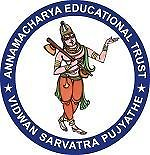 ANNAMACHARYA EDUCATIONAL TRUST
VIDWAN SARVATRA PUJYATHE